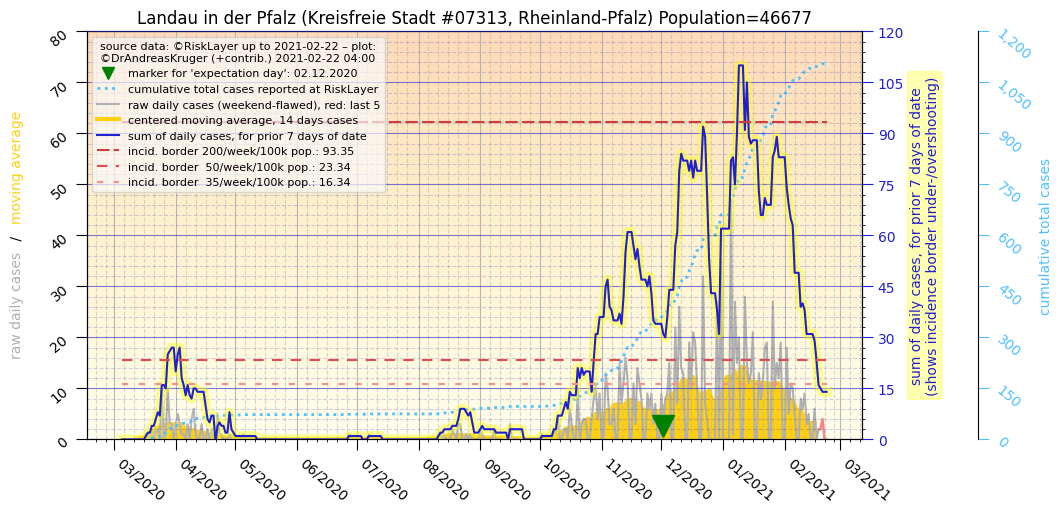 Landau in der Pfalz (Kreisfreie Stadt #07313, Rheinland-Pfalz) Population=46677
source data: ©RiskLayer up to 2021-02-22 – plot:
©DrAndreasKruger (+contrib.) 2021-02-22 04:00
marker for 'expectation day': 02.12.2020
cumulative total cases reported at RiskLayer
raw daily cases (weekend-flawed), red: last 5
centered moving average, 14 days cases
sum of daily cases, for prior 7 days of date
incid. border 200/week/100k pop.: 93.35
incid. border  50/week/100k pop.: 23.34
incid. border  35/week/100k pop.: 16.34
raw daily cases / moving average
80
70
60
50
40
30
20
10
0
03/2020
04/2020
05/2020
06/2020
07/2020
08/2020
09/2020
10/2020
11/2020
12/2020
01/2021
02/2021
03/2021
120
105
90
75
60
45
30
15
0
sum of daily cases, for prior 7 days of date
(shows incidence border under-/overshooting)
1,200
1,050
900
750
600
450
300
150
0
cumulative total cases